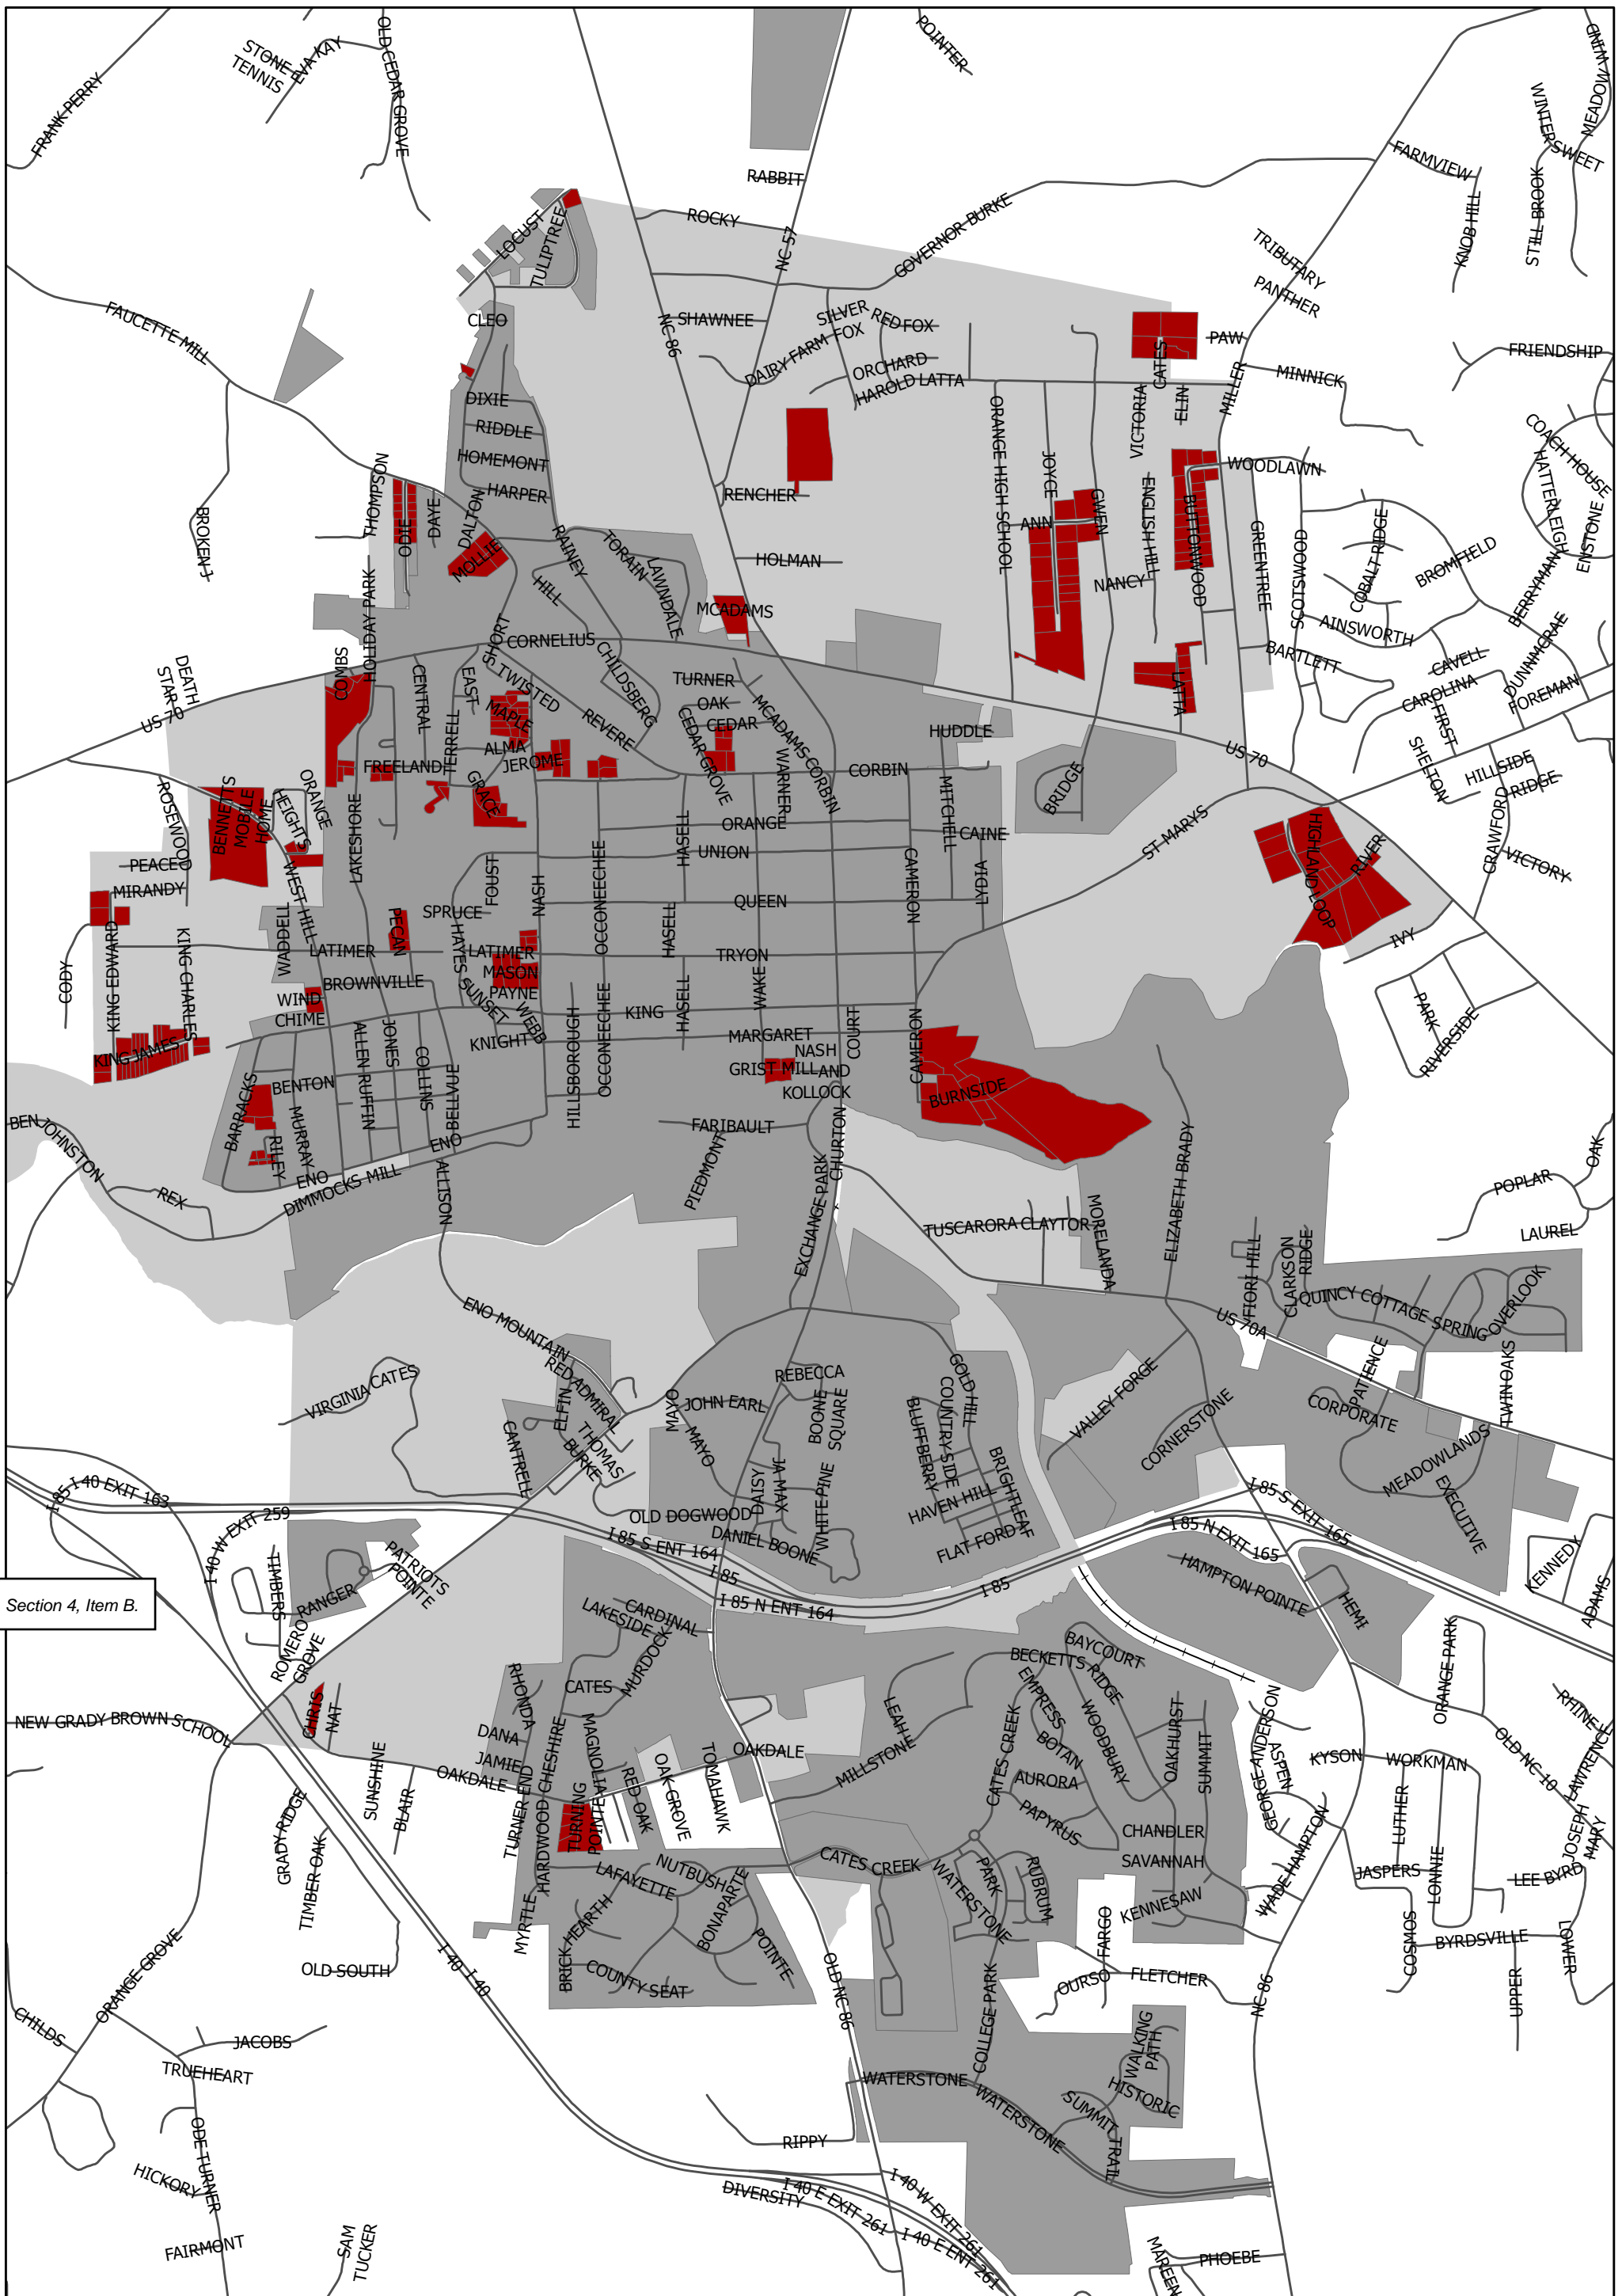 FRANK PERRY
STONE
TENNIS
EVA KAY
OLD CEDAR GROVE
POINTER
MEADOW WIND
WINTERSWEET
STILL BROOK
FARMVIEW
KNOB HILL
RABBIT
ROCKY
NC 57
GOVERNOR BURKE
LOCUST
TULIPTREE
TRIBUTARY
PANTHER
FAUCETTE MILL
CLEO
NC 86
SHAWNEE
SILVER
FOX
RED FOX
DAIRY FARM
ORCHARD
HAROLD LATTA
CATES
PAW
MINNICK
FRIENDSHIP
MILLER
ELIN
VICTORIA
DIXIE
RIDDLE
HOMEMONT
HARPER
ORANGE HIGH SCHOOL
JOYCE
COACH HOUSE
HATTERLEIGH
ENSTONE
WOODLAWN
THOMPSON
ODIE
DAYE
DALTON
MOLLIE
RENCHER
ANN
GWEN
ENGLISH HILL
BUTTONWOOD
GREENTREE
SCOTSWOOD
COBALT RIDGE
BROMFIELD
BERRYMAN
BROKEN J
RAINEY
TORAIN
LAWNDALE
HILL
HOLMAN
NANCY
MCADAMS
HOLIDAY PARK
SHORT
CORNELIUS
CHILDSBERG
AINSWORTH
BARTLETT
CAVELL
DUNNMCRAE
CAROLINA
FOREMAN
FIRST
DEATH
STAR
US 70
COMBS
CENTRAL
EAST
TWISTED
MAPLE
REVERE
TURNER
OAK
CEDAR
CEDAR GROVE
MCADAMS
CORBIN
CORBIN
WARNER
HUDDLE
LATTA
US 70
SHELTON
HILLSIDE
RIDGE
TERRELL
ALMA
JEROME
FREELAND
GRACE
ROSEWOOD
BENNETTS
MOBILE
HOME
HEIGHTS
ORANGE
LAKESHORE
MITCHELL
BRIDGE
ST MARYS
HIGHLAND LOOP
RIVER
CRAWFORD
VICTORY
ORANGE
UNION
HASELL
CAINE
CAMERON
VIDYL
PEACED
MIRANDY
WEST HILL
FOUST
NASH
OCCONEECHEE
QUEEN
SPRUCE
PECAN
HAYES
HASELL
TRYON
IVY
CODY
KING EDWARD
KING CHARLES
WADDELL
LATIMER
LATIMER
MASON
PAYNE
BROWNVILLE
SUNSET
WEBB
WIND
CHIME
KNIGHT
HILLSBOROUGH
OCCONEECHEE
KING
HASELL
WAKE
MARGARET
NASH
COURT
CAMERON
PARK
RIVERSIDE
KING JAMES
ALLEN RUFFIN
JONES
COLLINS
BELLVUE
BENTON
BARRACKS
MURRAY
RILEY
GRIST MILL
AND
KOLLOCK
BURNSIDE
BEN JOHNSTON
REX
ENO
ENO
DIMMOCKS MILL
ALLISON
FARIBAULT
PIEDMONT
CHURTON
EXCHANGE PARK
ELIZABETH BRADY
TUSCARORA
CLAYTOR
MORELANDA
OAK
POPLAR
LAUREL
FIORI HILL
CLARKSON
RIDGE
QUINCY COTTAGE
SPRING
OVERLOOK
US 70A
ENO MOUNTAIN
RED ADMIRAL
ELFIN
THOMAS
BURKE
CANTRELL
VIRGINIA CATES
REBECCA
JOHN EARL
MAYO
MAYO
BOONE
SQUARE
GOLD HILL
COUNTRYSIDE
BLUFFBERRY
BRIGHTLEAF
HAVEN HILL
FLAT FORD
VALLEY FORGE
CORNERSTONE
PATIENCE
CORPORATE
TWIN OAKS
MEADOWLANDS
EXECUTIVE
DAISY
JA MAX
WHITE PINE
OLD DOGWOOD
DANIEL BOONE
I 85
I 40 EXIT 163
I 40 W EXIT 259
I 85 S ENT 164
I 85
I 85 N ENT 164
I 85
I 85 S EXIT 165
I 85 N EXIT 165
HAMPTON POINTE
HEMI
KENNEDY
ADAMS
TIMBERS
RANGER
PATRIOTS
POINTE
Section 4, Item B.
ROMERO
GROVE
CARDINAL
LAKESIDE
MURDOCK
CATES
RHONDA
CHRIS
NAT
BECKETTS RIDGE
BAYCOURT
EMPRESS
WOODBURY
BOTAN
AURORA
PAPYRUS
CATES CREEK
LEAH
MILLSTONE
OAKHURST
SUMMIT
GEORGE ANDERSON
ASPEN
KYSON
WORKMAN
ORANGE PARK
OLD NC 10
RHINE
LAWRENCE
JOSEPH
MARY
NEW GRADY BROWN SCHOOL
DANA
JAMIE
OAKDALE
OAKDALE
CHESHIRE
HARDWOOD
TURNER END
MAGNOLIA
TURNING
POINTE
RED OAK
OAK GROVE
TOMAHAWK
SUNSHINE
BLAIR
GRADY RIDGE
TIMBER OAK
CHANDLER
SAVANNAH
KENNESAW
WADE HAMPTON
LUTHER
LONNIE
JASPERS
LEE BYRD
COSMOS
BYRDSVILLE
LOWER
UPPER
LAFAYETTE
NUTBUSH
BONAPARTE
POINTE
MYRTLE
BRICK HEARTH
COUNTY SEAT
CATES CREEK
WATERSTONE
PARK
RUBRUM
FARGO
OURSO
FLETCHER
NC 86
OLD SOUTH
I 40
I 40
ORANGE GROVE
CHILDS
JACOBS
TRUEHEART
OLD NC 86
COLLEGE PARK
WALKING
PATH
HISTORIC
SUMMIT TRAIL
WATERSTONE
WATERSTONE
ODE TURNER
HICKORY
FAIRMONT
SAM
TUCKER
RIPPY
DIVERSITY
I 40 E EXIT 261
I 40 W EXIT 261
I 40 E ENT 261
MAREEN
PHOEBE